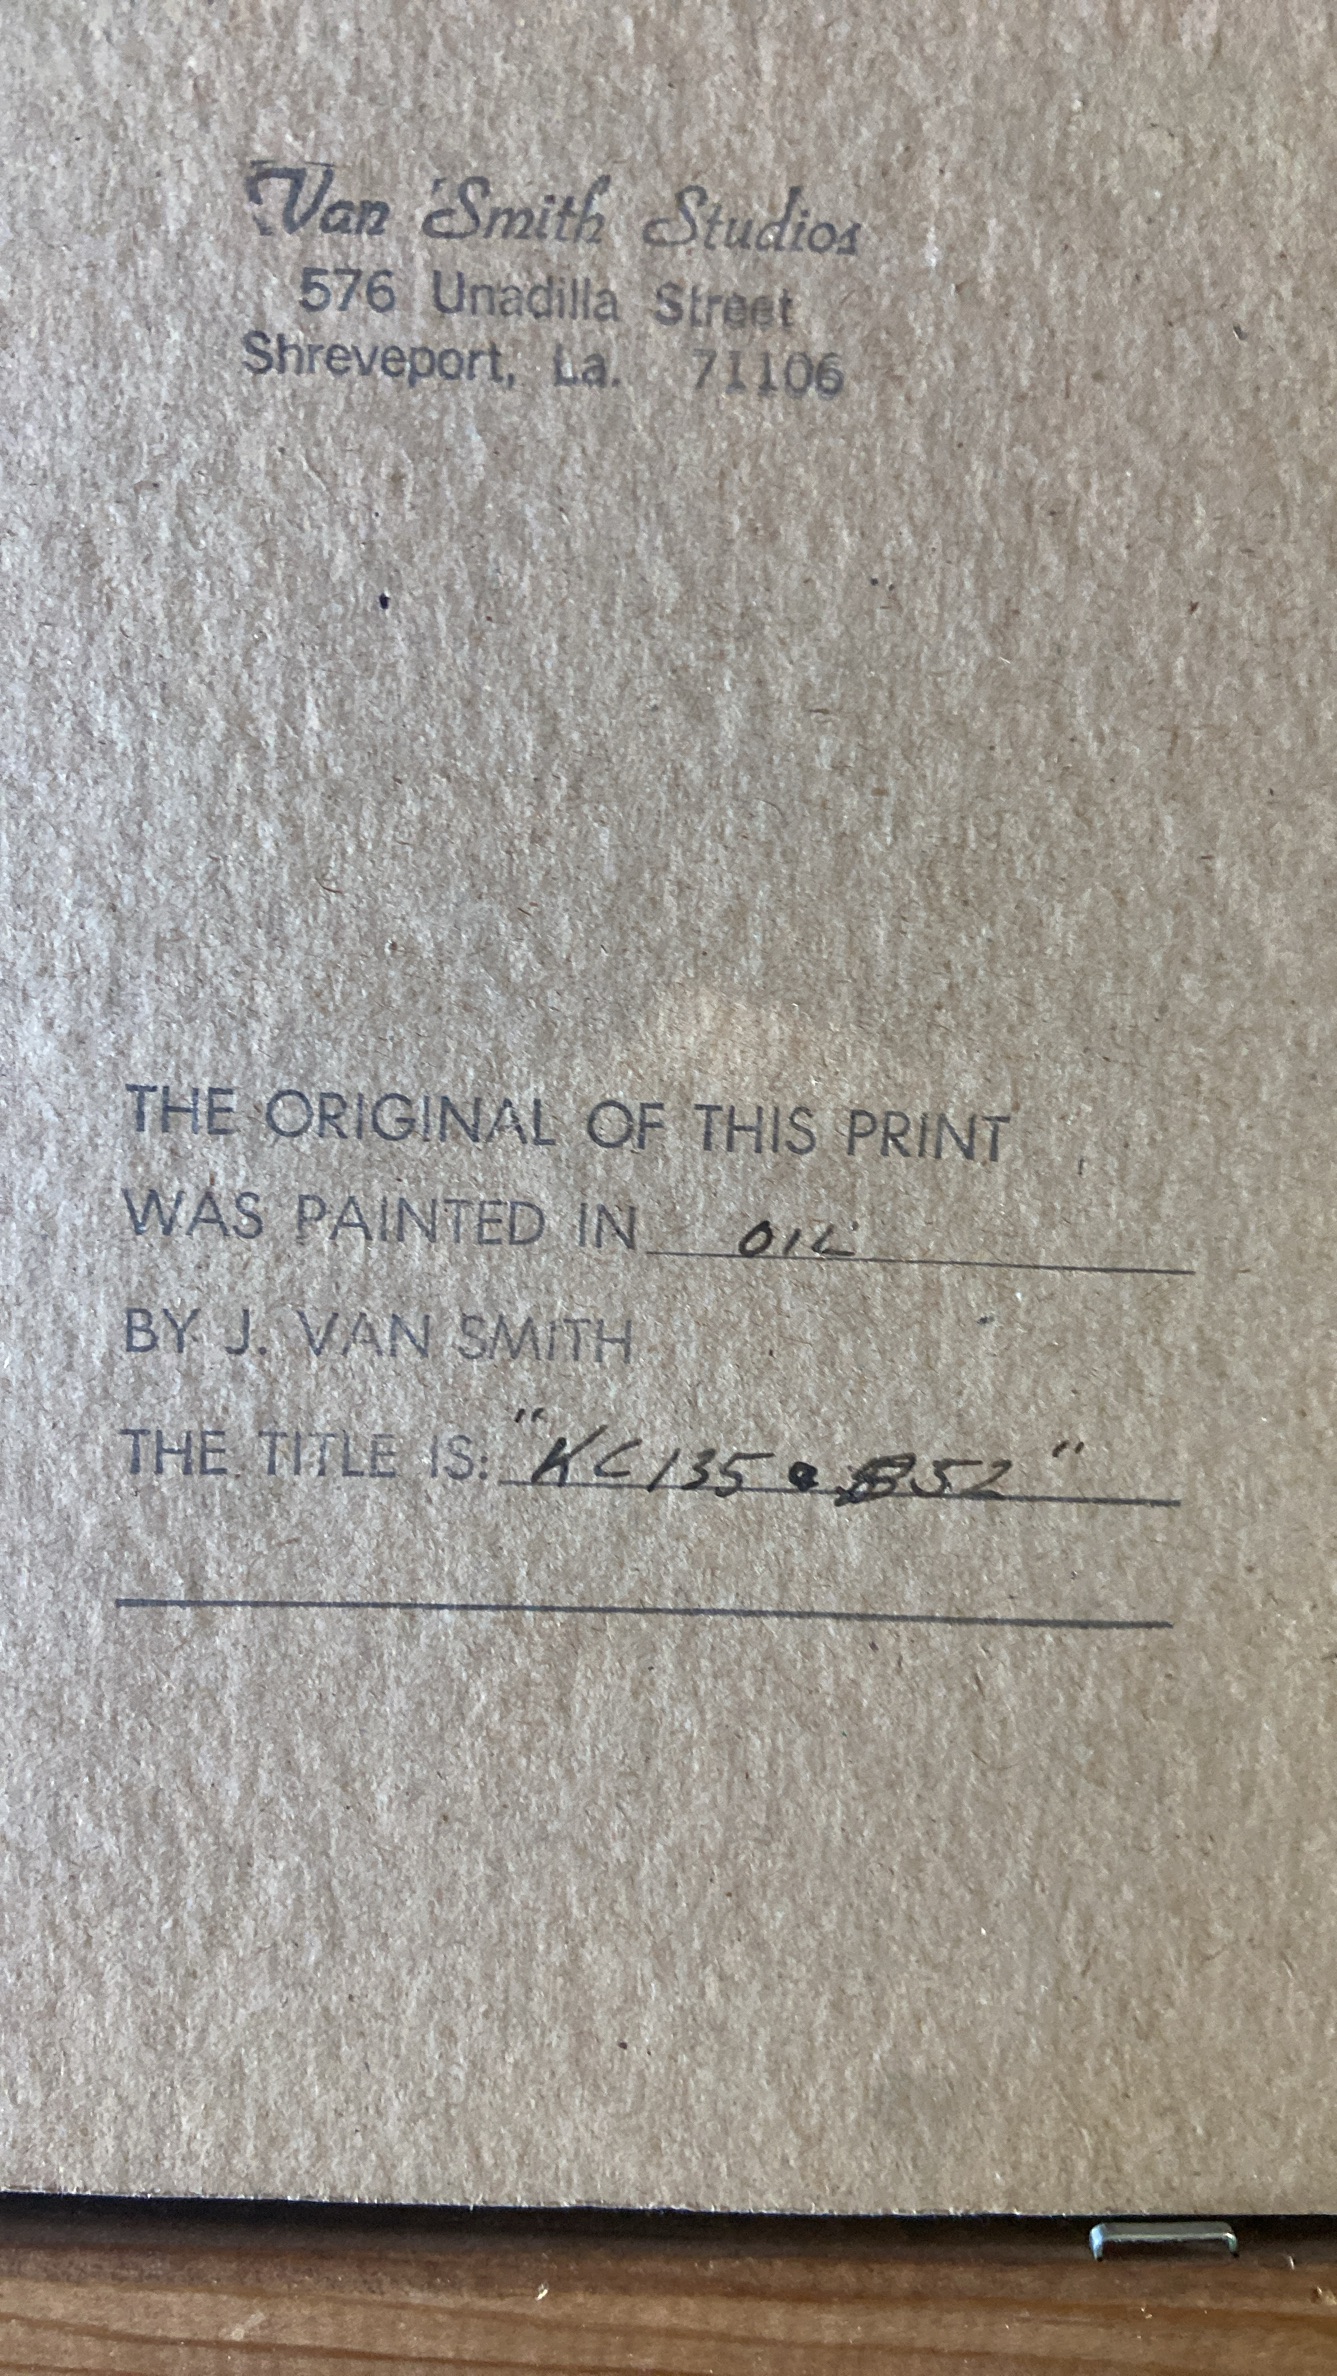 Van Smith Studios
576 Unadilla Street
Shreveport, La. 71106
THE ORIGINAL OF THIS PRINT
WAS PAINTED IN OIL
BY J. VAN SMITH
THE TITLE IS: "KC135 & B52"